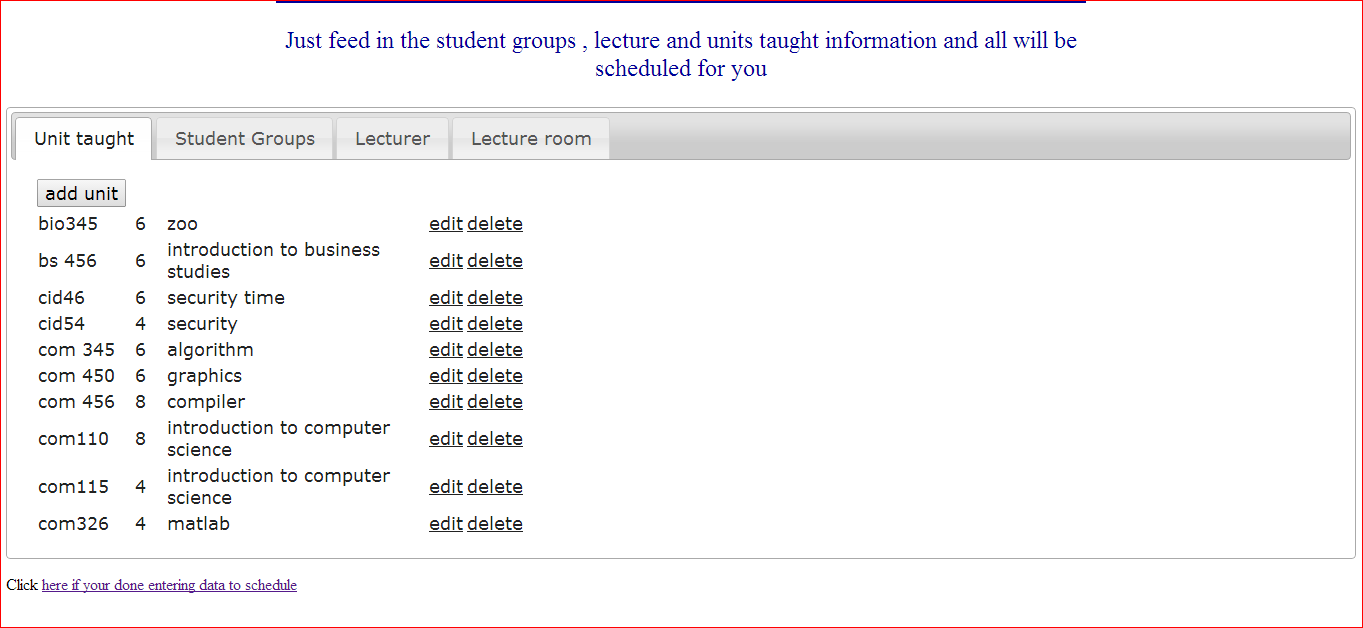 Just feed in the student groups , lecture and units taught information and all will be
scheduled for you
Unit taught Student Groups Lecturer Lecture room
add unit
bio345 6 zoo edit delete
bs 456 6 introduction to business studies edit delete
cid46 6 security time edit delete
cid54 4 security edit delete
com 345 6 algorithm edit delete
com 450 6 graphics edit delete
com 456 8 compiler edit delete
com110 8 introduction to computer science edit delete
com115 4 introduction to computer science edit delete
com326 4 matlab edit delete
Click here if your done entering data to schedule